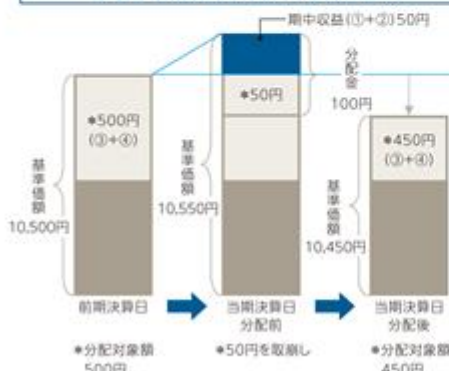 期中収益(①+②)50円
分配金
100円
*500円
(③+④)
*50円
*450円
(③+④)
基準価額
10,500円
基準価額
10,550円
基準価額
10,450円
前期決算日
当期決算日
分配前
当期決算日
分配後
*分配対象額
500円
*50円を取崩し
*分配対象額
450円